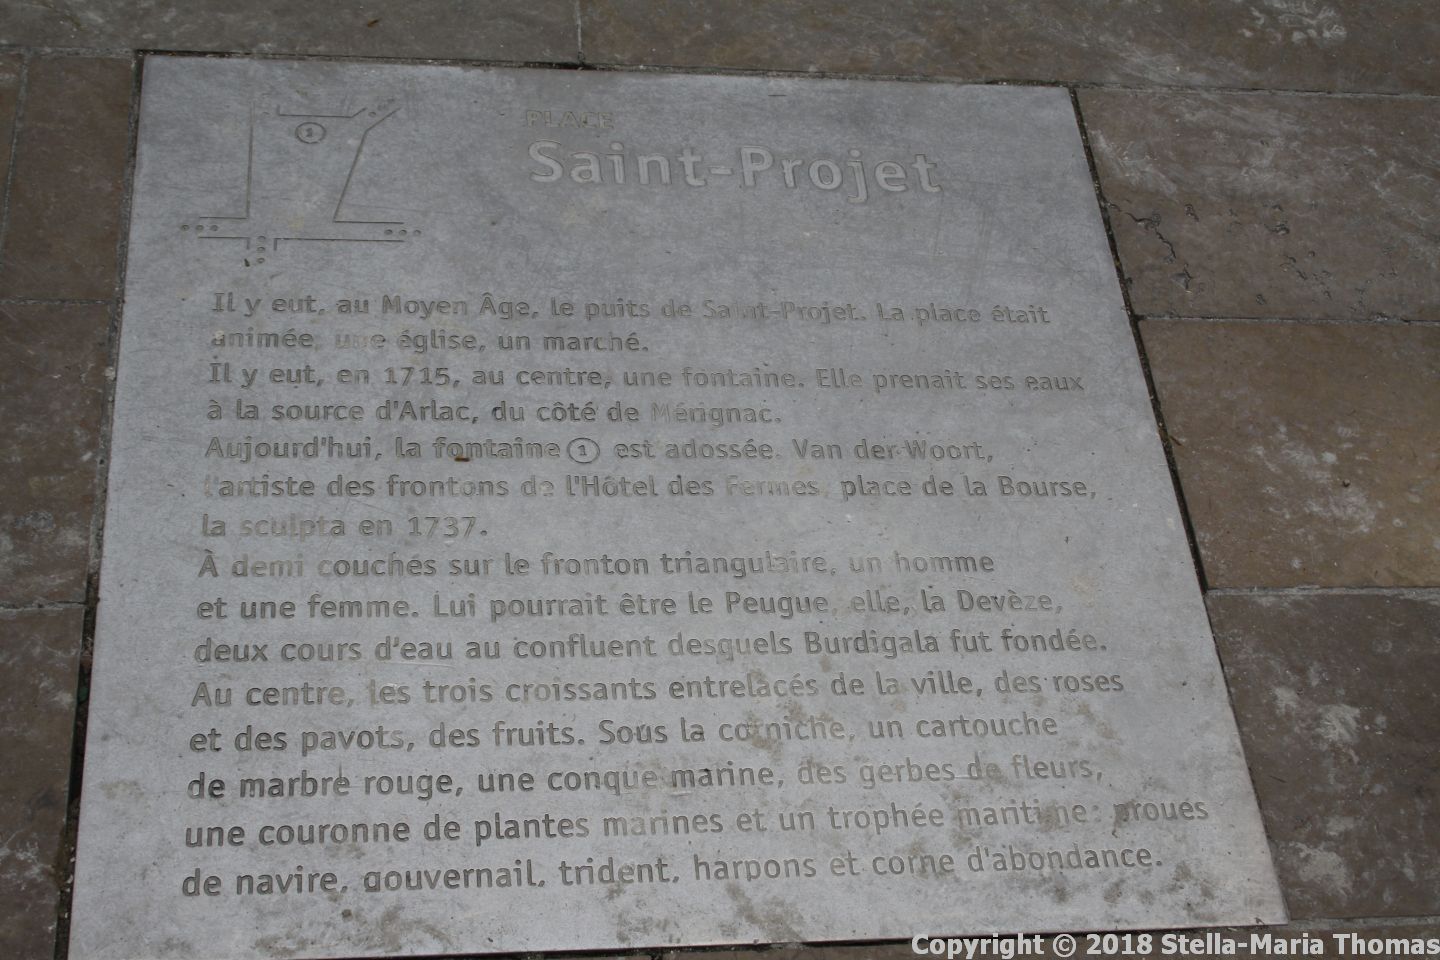 1
PLACE
Saint-Projet
Il y eut, au Moyen Âge, le puits de Saint-Projet. La place était
animée, une église, un marché.
Il y eut, en 1715, au centre, une fontaine. Elle prenait ses eaux
à la source d'Arlac, du côté de Mérignac.
Aujourd'hui, la fontaine 1 est adossée. Van der Woort,
l'artiste des frontons de l'Hôtel des Fermes, place de la Bourse,
la sculpta en 1737.
À demi couchés sur le fronton triangulaire, un homme
et une femme. Lui pourrait être le Peugue, elle, la Devèze,
deux cours d'eau au confluent desquels Burdigala fut fondée.
Au centre, les trois croissants entrelacés de la ville, des roses
et des pavots, des fruits. Sous la corniche, un cartouche
de marbre rouge, une conque marine, des gerbes de fleurs,
une couronne de plantes marines et un trophée maritime : proues
de navire, gouvernail, trident, harpons et corne d'abondance.
Copyright © 2018 Stella-Maria Thomas